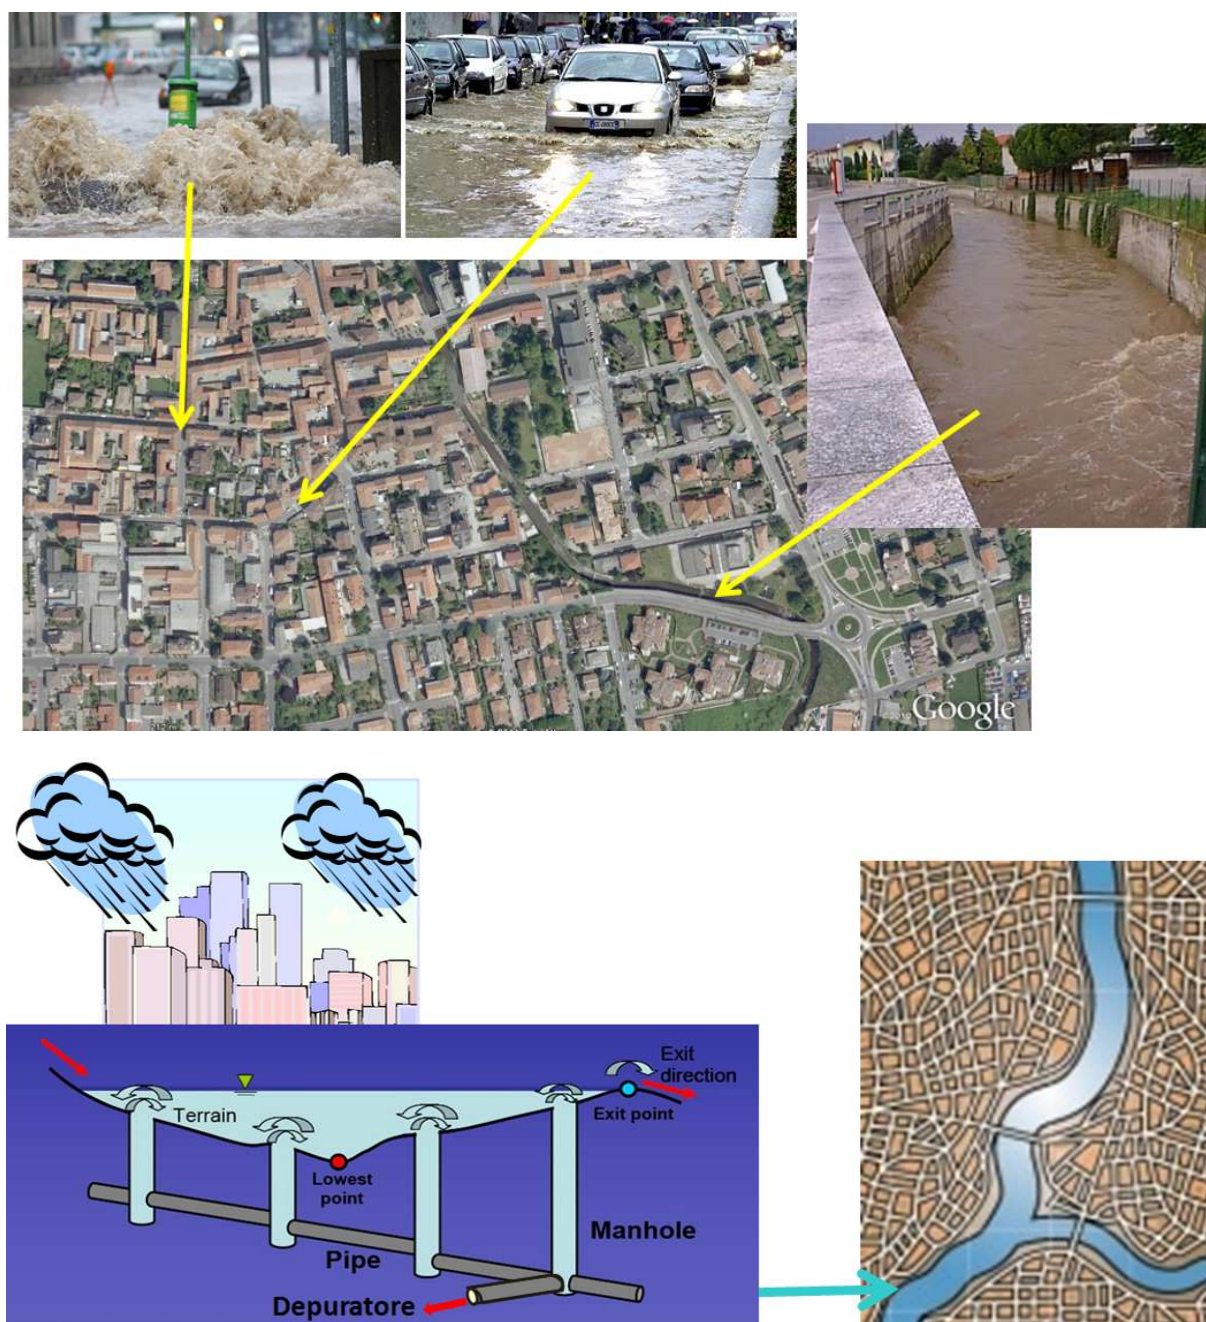 Google
Exit
direction
Terrain
Exit point
Lowest
point
Manhole
Pipe
Depuratore